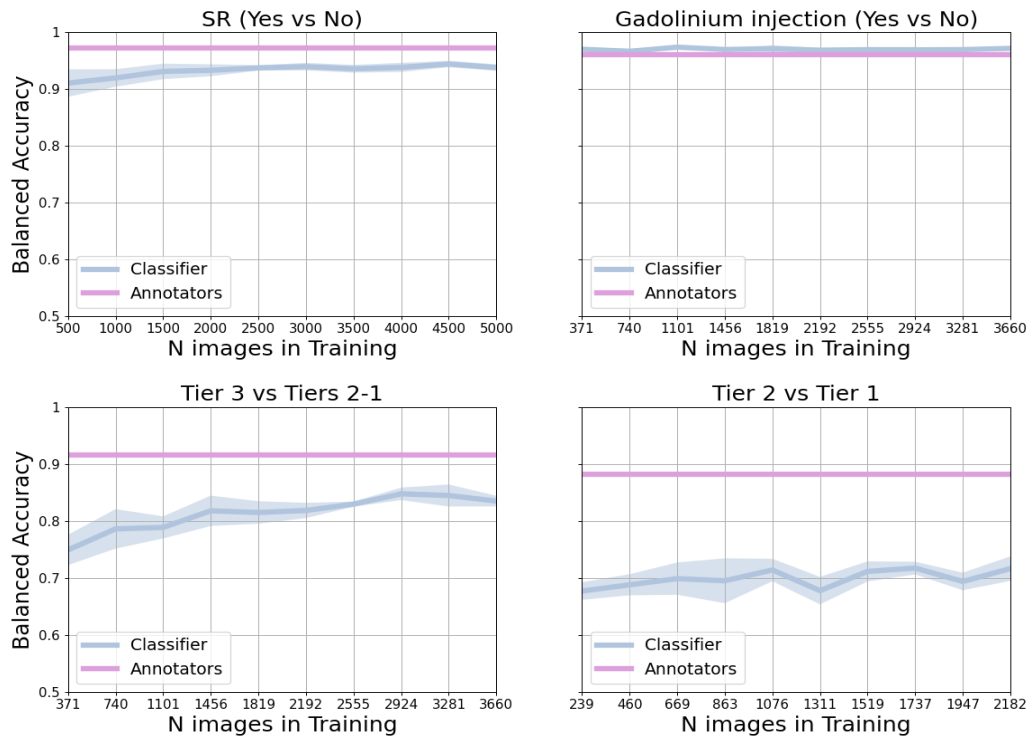 SR (Yes vs No)
Gadolinium injection (Yes vs No)
1
0.9
0.8
0.7
0.6
0.5
Balanced Accuracy
Classifier
Annotators
Classifier
Annotators
500 1000 1500 2000 2500 3000 3500 4000 4500 5000
371 740 1101 1456 1819 2192 2555 2924 3281 3660
N images in Training
N images in Training
Tier 3 vs Tiers 2-1
Tier 2 vs Tier 1
1
0.9
0.8
0.7
0.6
0.5
Balanced Accuracy
Classifier
Annotators
Classifier
Annotators
371 740 1101 1456 1819 2192 2555 2924 3281 3660
239 460 669 863 1076 1311 1519 1737 1947 2182
N images in Training
N images in Training